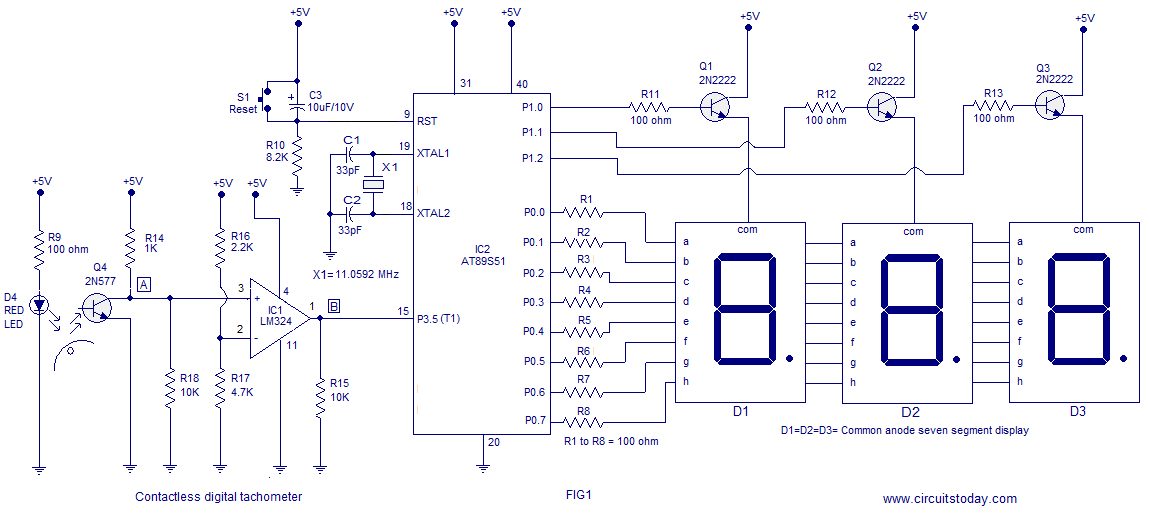 +5V
+5V
+5V
+5V
+5V
31
40
Q1
2N2222
Q2
2N2222
Q3
2N2222
S1
Reset
C3
10uF/10V
R11
100 ohm
R12
100 ohm
R13
100 ohm
P1.0
P1.1
P1.2
9
RST
R10
8.2K
C1
33pF
19
XTAL1
X1
C2
33pF
18
XTAL2
X1=11.0592 MHz
+5V
+5V
+5V
+5V
R9
100 ohm
R14
1K
R16
2.2K
Q4
2N577
A
D4
RED
LED
3
+
4
IC1
LM324
2
-
11
1
B
15
P3.5 (T1)
R18
10K
R17
4.7K
R15
10K
IC2
AT89S51
20
P0.0
P0.1
P0.2
P0.3
P0.4
P0.5
P0.6
P0.7
R1
R2
R3
R4
R5
R6
R7
R8
R1 to R8 = 100 ohm
com
a
b
c
d
e
f
g
h
D1
com
a
b
c
d
e
f
g
h
D2
com
a
b
c
d
e
f
g
h
D3
D1=D2=D3= Common anode seven segment display
Contactless digital tachometer
FIG1
www.circuitstoday.com